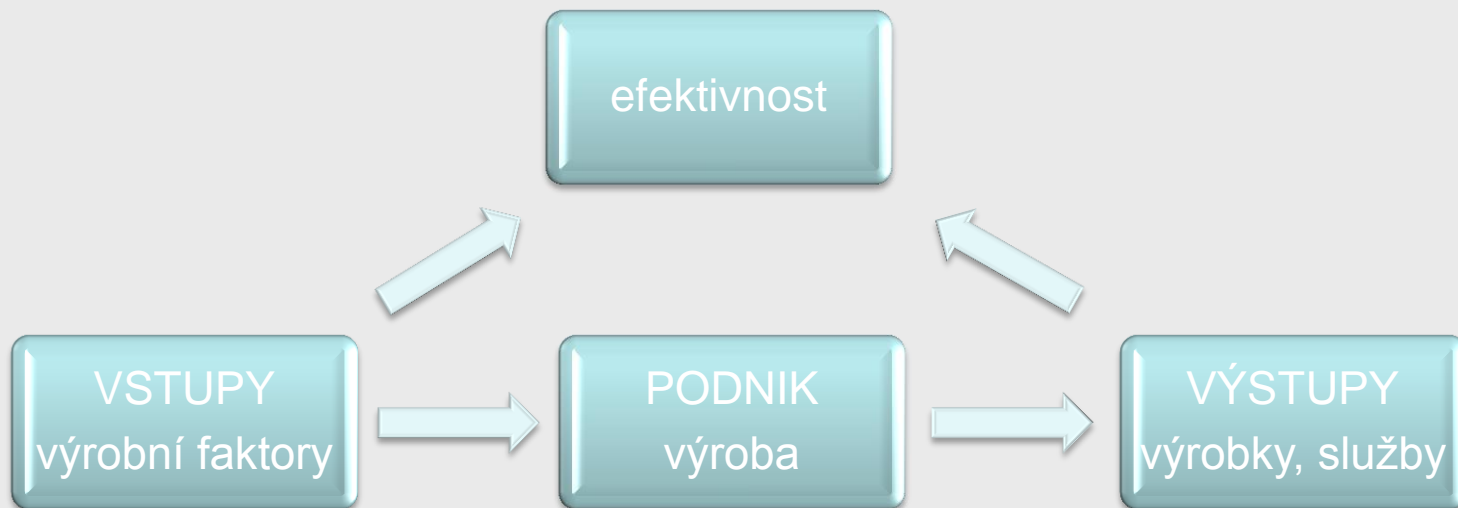 efektivnost
VSTUPY
výrobní faktory
PODNIK
výroba
VÝSTUPY
výrobky, služby